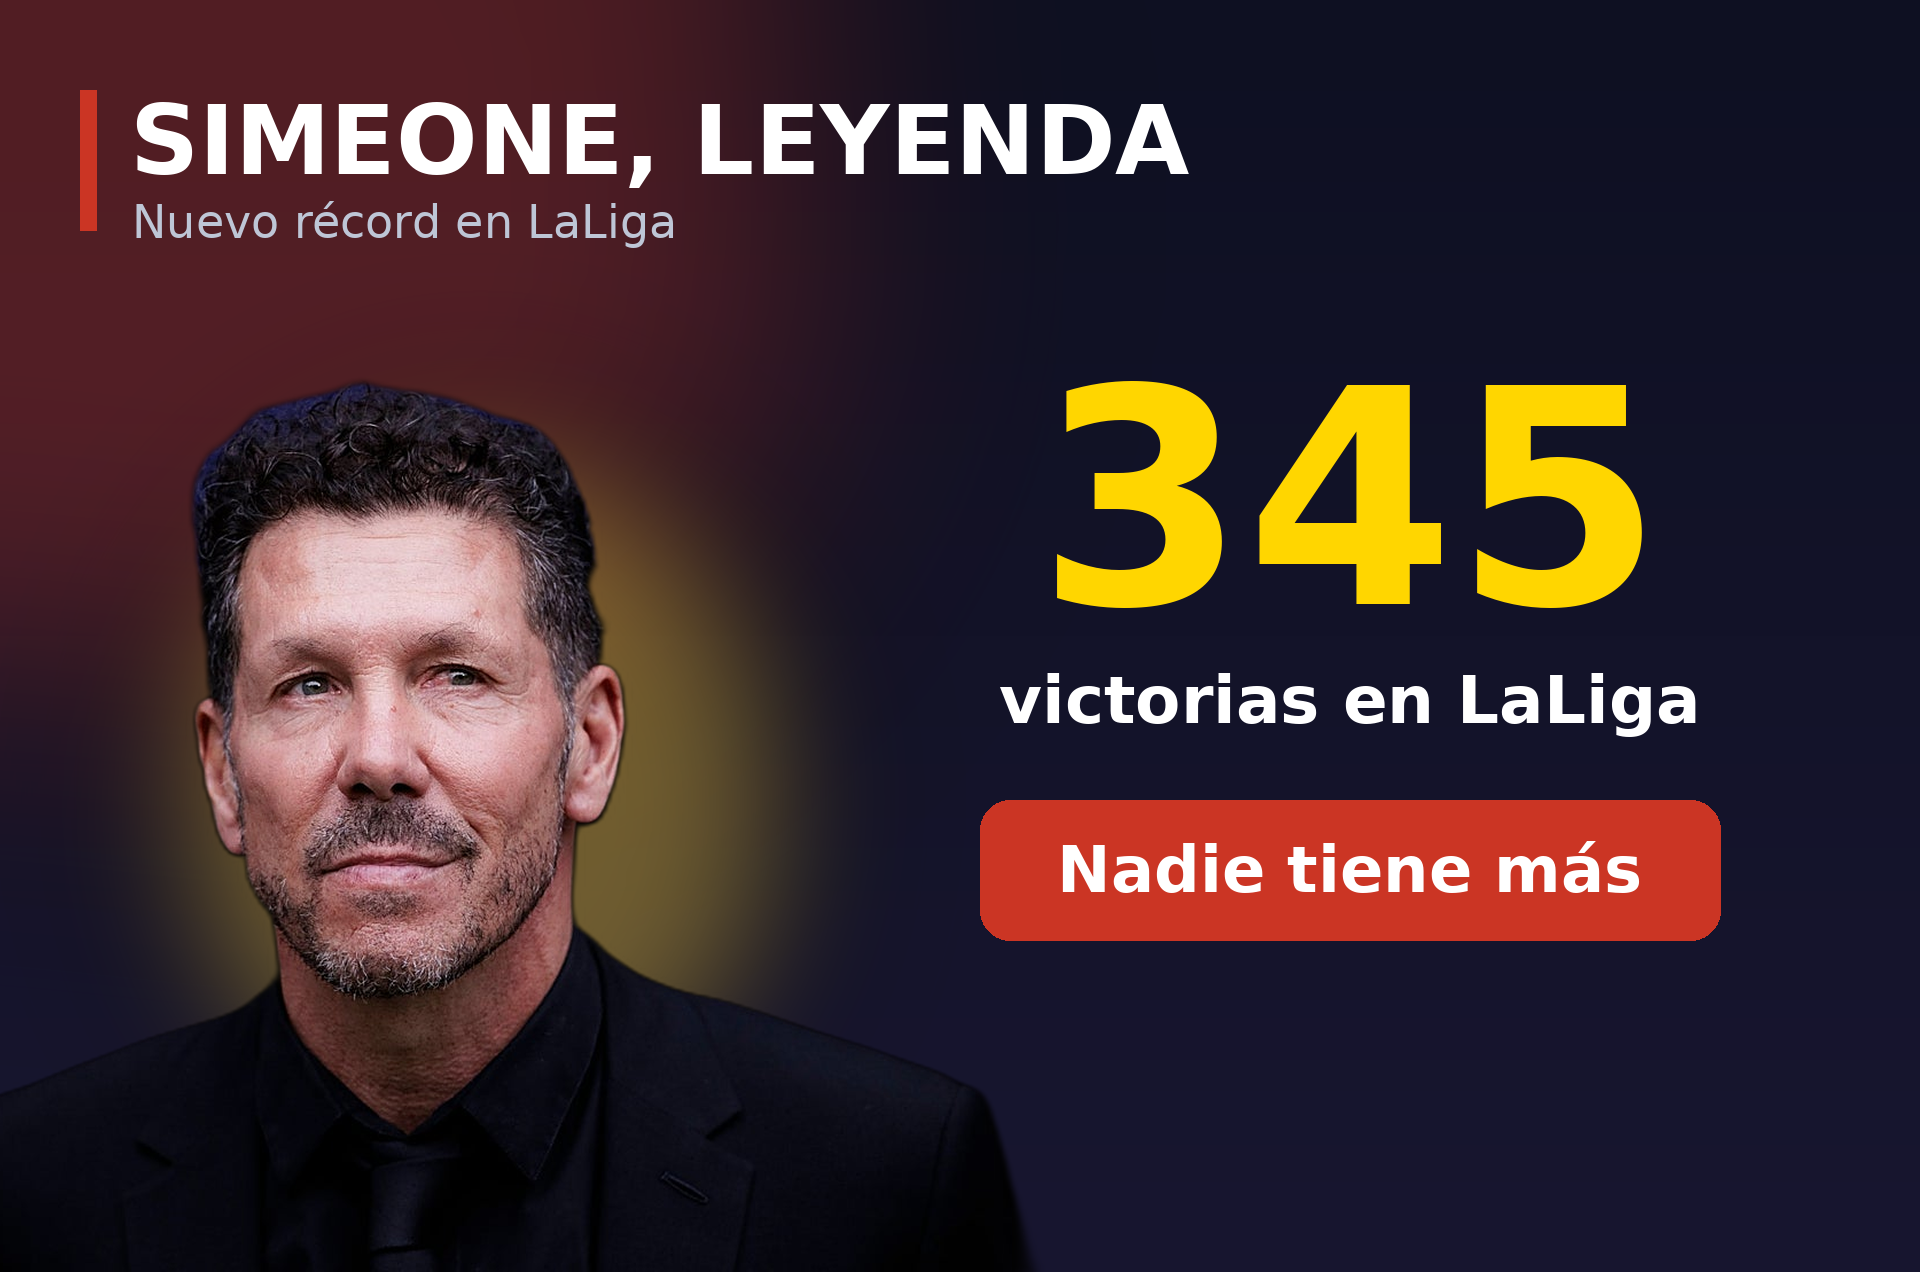 SIMEONE, LEYENDA
Nuevo récord en LaLiga
345
victorias en LaLiga
Nadie tiene más